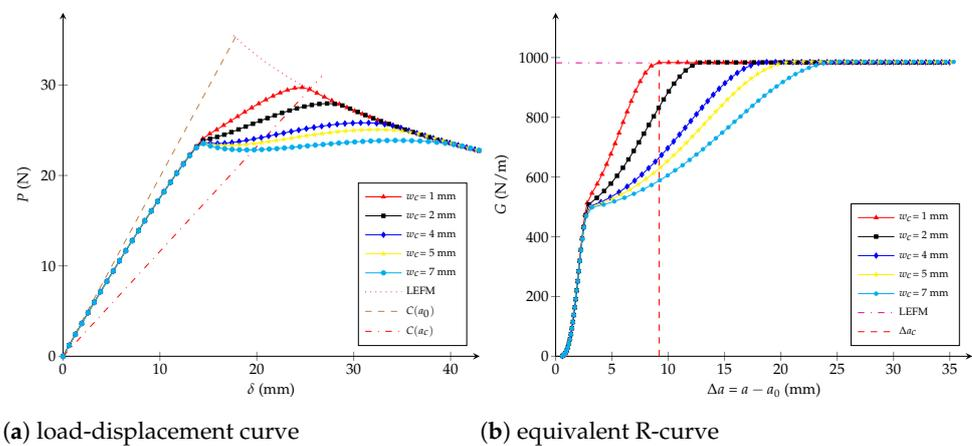 30
20
10
0
P (N)
0 10 20 30 40
δ (mm)
w_c = 1 mm
w_c = 2 mm
w_c = 4 mm
w_c = 5 mm
w_c = 7 mm
LEFM
C(a_0)
C(a_c)
(a) load-displacement curve
1000
800
600
400
200
0
G (N/m)
0 5 10 15 20 25 30 35
Δa = a − a_0 (mm)
w_c = 1 mm
w_c = 2 mm
w_c = 4 mm
w_c = 5 mm
w_c = 7 mm
LEFM
Δa_c
(b) equivalent R-curve